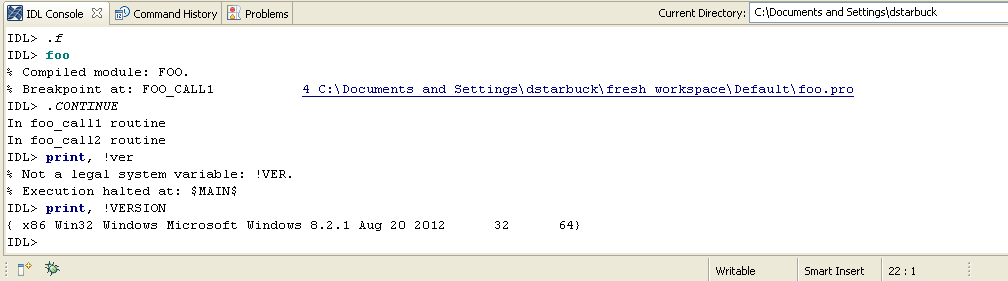 IDL Console Command History Problems Current Directory: C:\Documents and Settings\dstarbuck
IDL> .f
IDL> foo
% Compiled module: FOO.
% Breakpoint at: FOO_CALL1 4 C:\Documents and Settings\dstarbuck\fresh workspace\Default\foo.pro
IDL> .CONTINUE
In foo_call1 routine
In foo_call2 routine
IDL> print, !ver
% Not a legal system variable: !VER.
% Execution halted at: $MAIN$
IDL> print, !VERSION
{ x86 Win32 Windows Microsoft Windows 8.2.1 Aug 20 2012 32 64}
IDL>
Writable Smart Insert 22 : 1